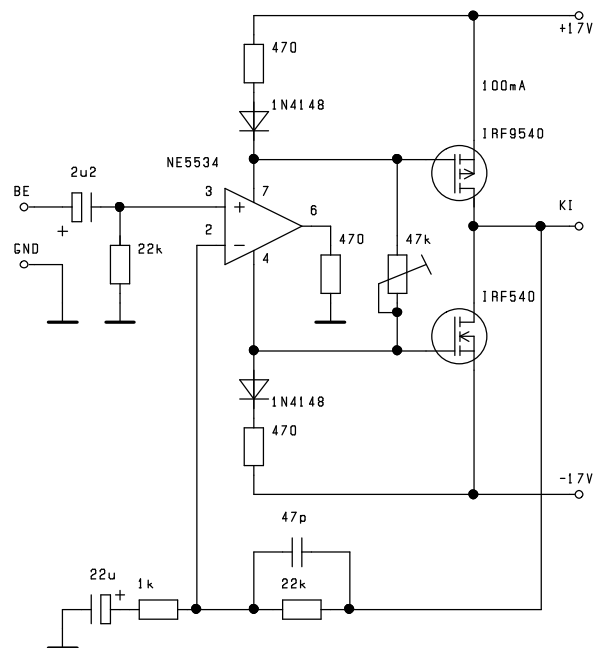 +17V
470
1N4148
100mA
IRF9540
NE5534
2u2
BE
+
3
7
+
6
KI
2
-
4
GND
22k
470
47k
IRF540
1N4148
470
-17V
47p
22u
+
1k
22k